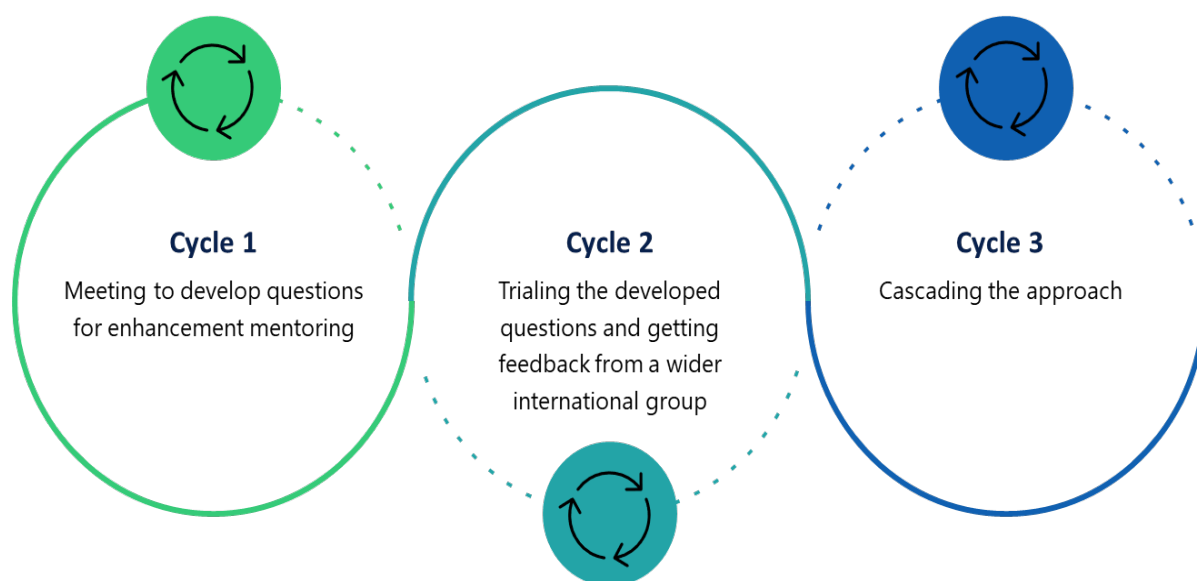 Cycle 1
Meeting to develop questions
for enhancement mentoring
Cycle 2
Trialing the developed
questions and getting
feedback from a wider
international group
Cycle 3
Cascading the approach